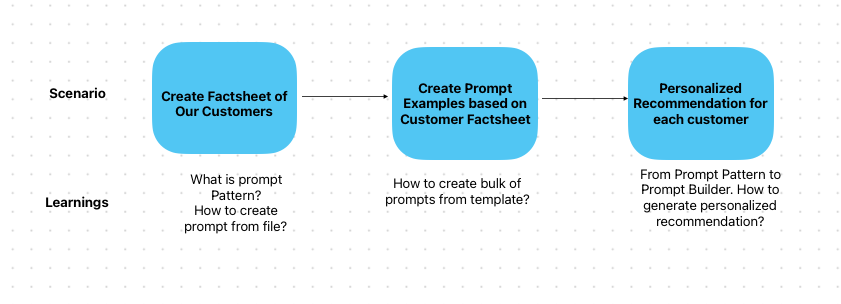 Scenario
Create Factsheet of
Our Customers
Create Prompt
Examples based on
Customer Factsheet
Personalized
Recommendation for
each customer
Learnings
What is prompt
Pattern?
How to create
prompt from file?
How to create bulk of
prompts from template?
From Prompt Pattern to
Prompt Builder. How to
generate personalized
recommendation?